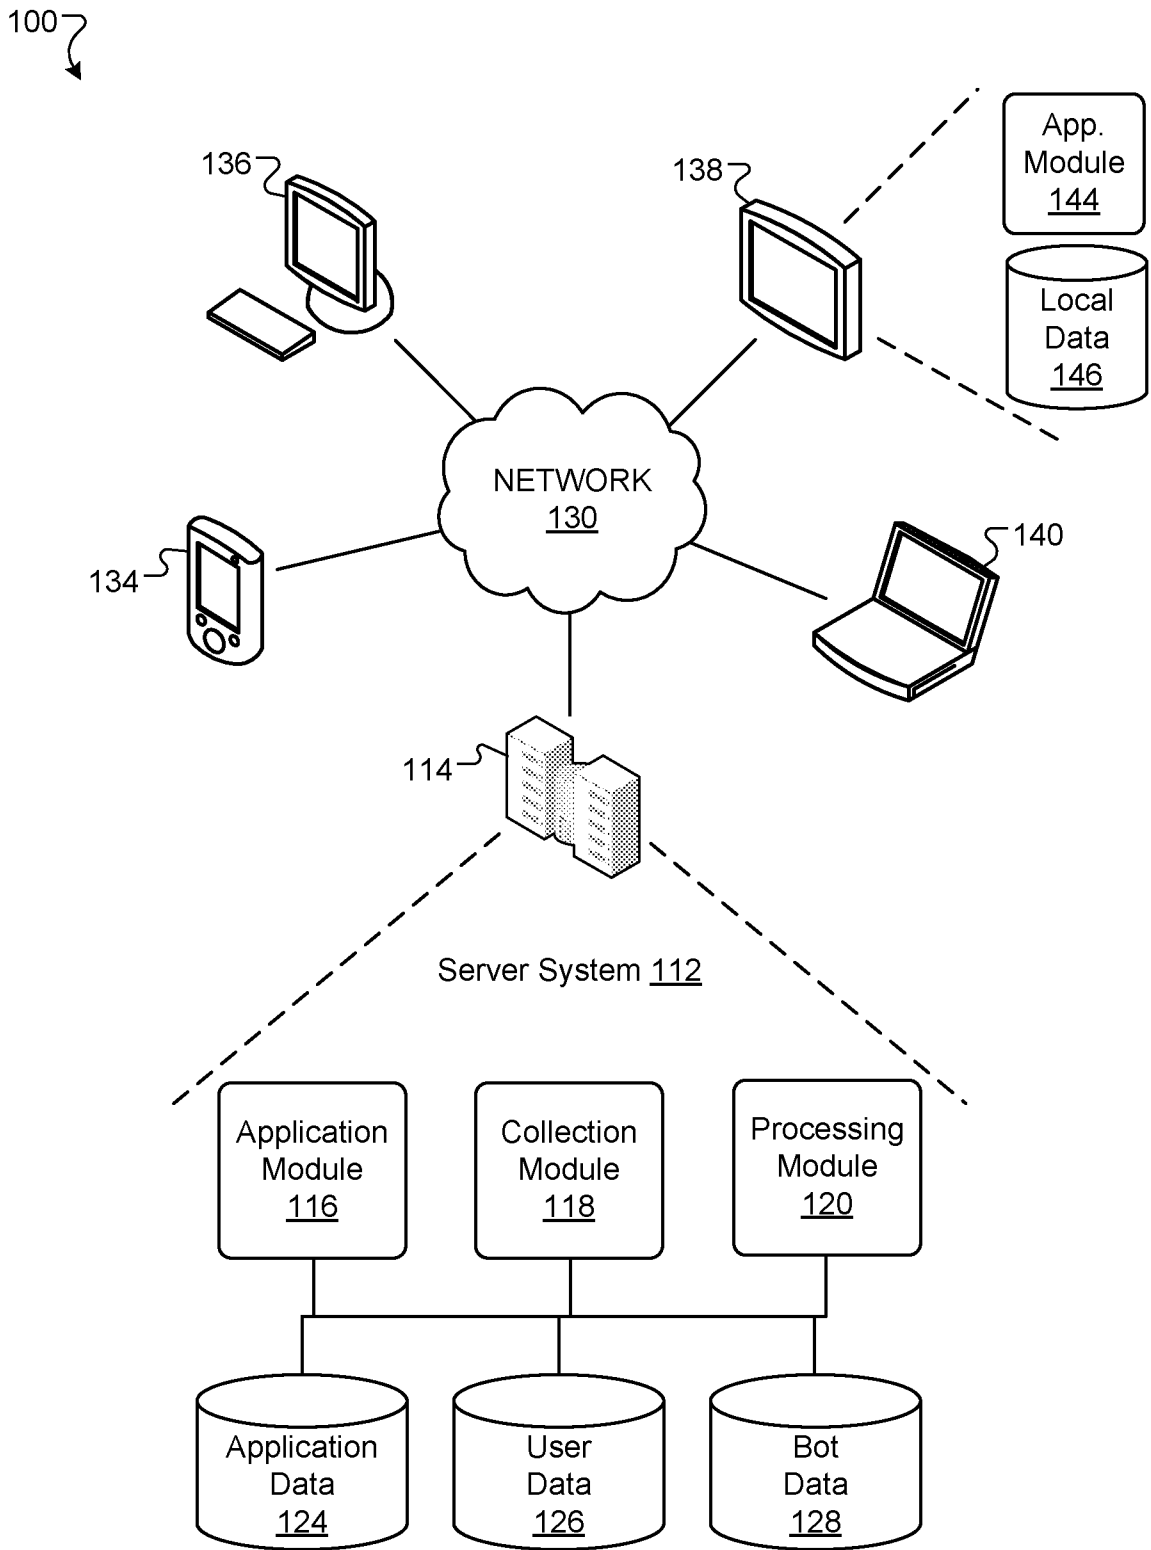 100
136
138
App.
Module
144
Local
Data
146
NETWORK
130
134
140
114
Server System 112
Application
Module
116
Collection
Module
118
Processing
Module
120
Application
Data
124
User
Data
126
Bot
Data
128